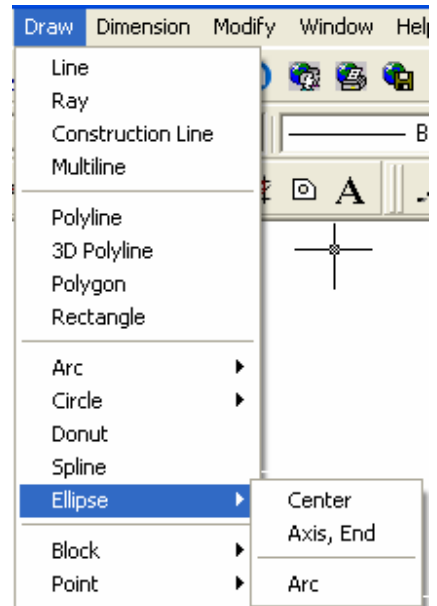 Draw Dimension Modify Window Help
Line
Ray
Construction Line
Multiline
B
A
Polyline
3D Polyline
Polygon
Rectangle
Arc
Circle
Donut
Spline
Ellipse
Center
Axis, End
Block
Point
Arc